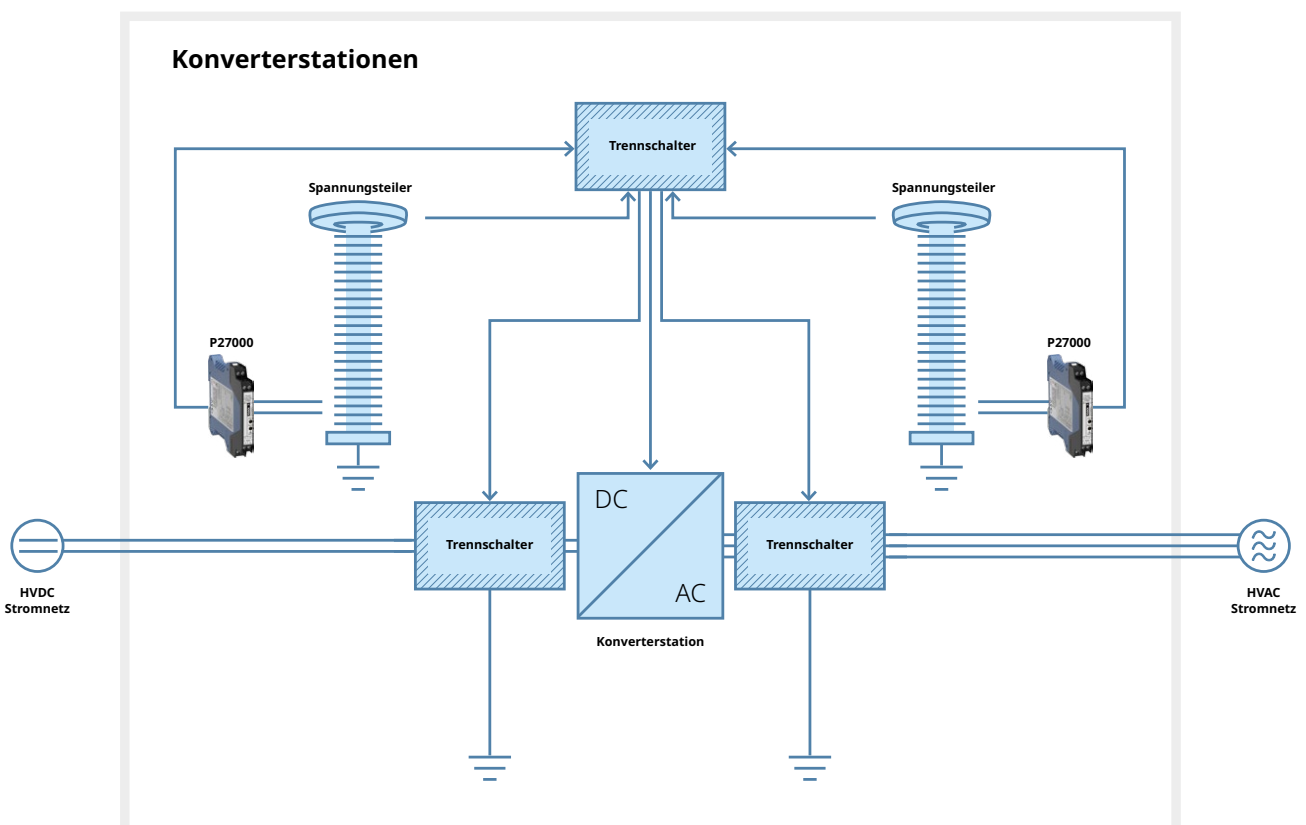 Konverterstationen
Trennschalter
Spannungsteiler
Spannungsteiler
P27000
P27000
DC
AC
Trennschalter
Trennschalter
HVDC
Stromnetz
HVAC
Stromnetz
Konverterstation